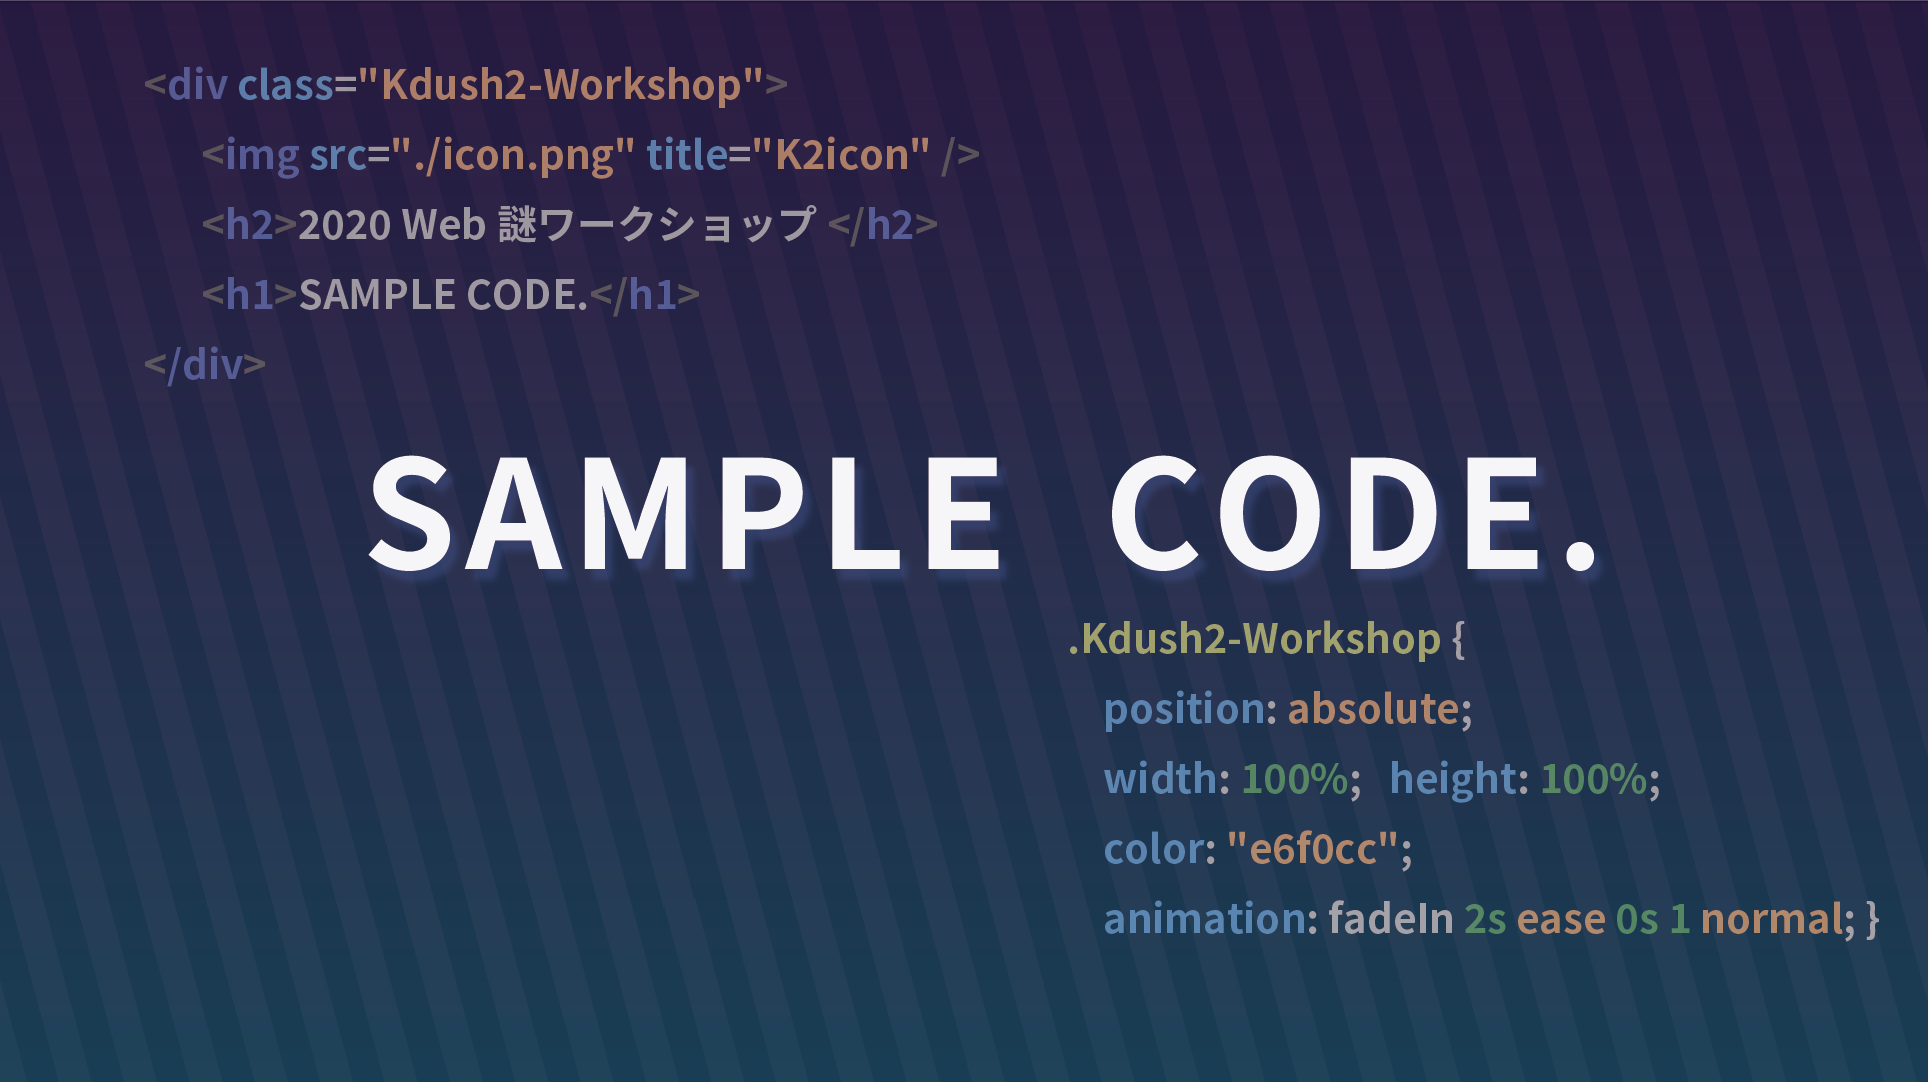 <div class="Kdush2-Workshop">
<img src="./icon.png" title="K2icon" />
<h2>2020 Web 謎ワークショップ </h2>
<h1>SAMPLE CODE.</h1>
</div>
SAMPLE CODE.
.Kdush2-Workshop {
position: absolute;
width: 100%; height: 100%;
color: "e6f0cc";
animation: fadeIn 2s ease 0s 1 normal; }